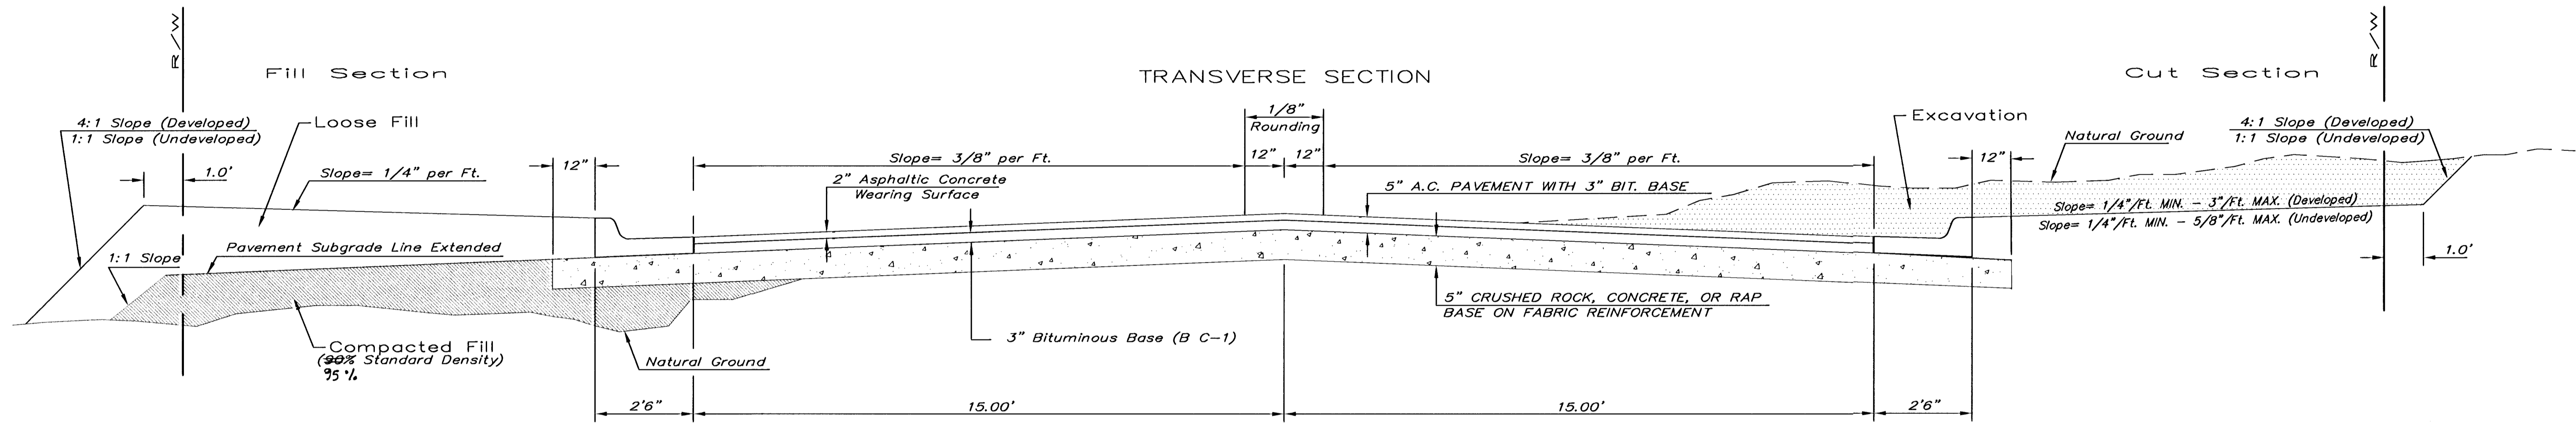 R/W
R/W
Fill Section
TRANSVERSE SECTION
Cut Section
4:1 Slope (Developed)
1:1 Slope (Undeveloped)
Loose Fill
1/8"
Rounding
Excavation
Natural Ground
4:1 Slope (Developed)
1:1 Slope (Undeveloped)
1.0'
Slope= 1/4" per Ft.
12"
Slope= 3/8" per Ft.
12"
12"
Slope= 3/8" per Ft.
12"
2" Asphaltic Concrete
Wearing Surface
5" A.C. PAVEMENT WITH 3" BIT. BASE
Slope= 1/4"/Ft. MIN. - 3"/Ft. MAX. (Developed)
Slope= 1/4"/Ft. MIN. - 5/8"/Ft. MAX. (Undeveloped)
Pavement Subgrade Line Extended
1:1 Slope
1.0'
5" CRUSHED ROCK, CONCRETE, OR RAP
BASE ON FABRIC REINFORCEMENT
3" Bituminous Base (B C-1)
Compacted Fill
(90% Standard Density)
95%
Natural Ground
2'6"
15.00'
15.00'
2'6"